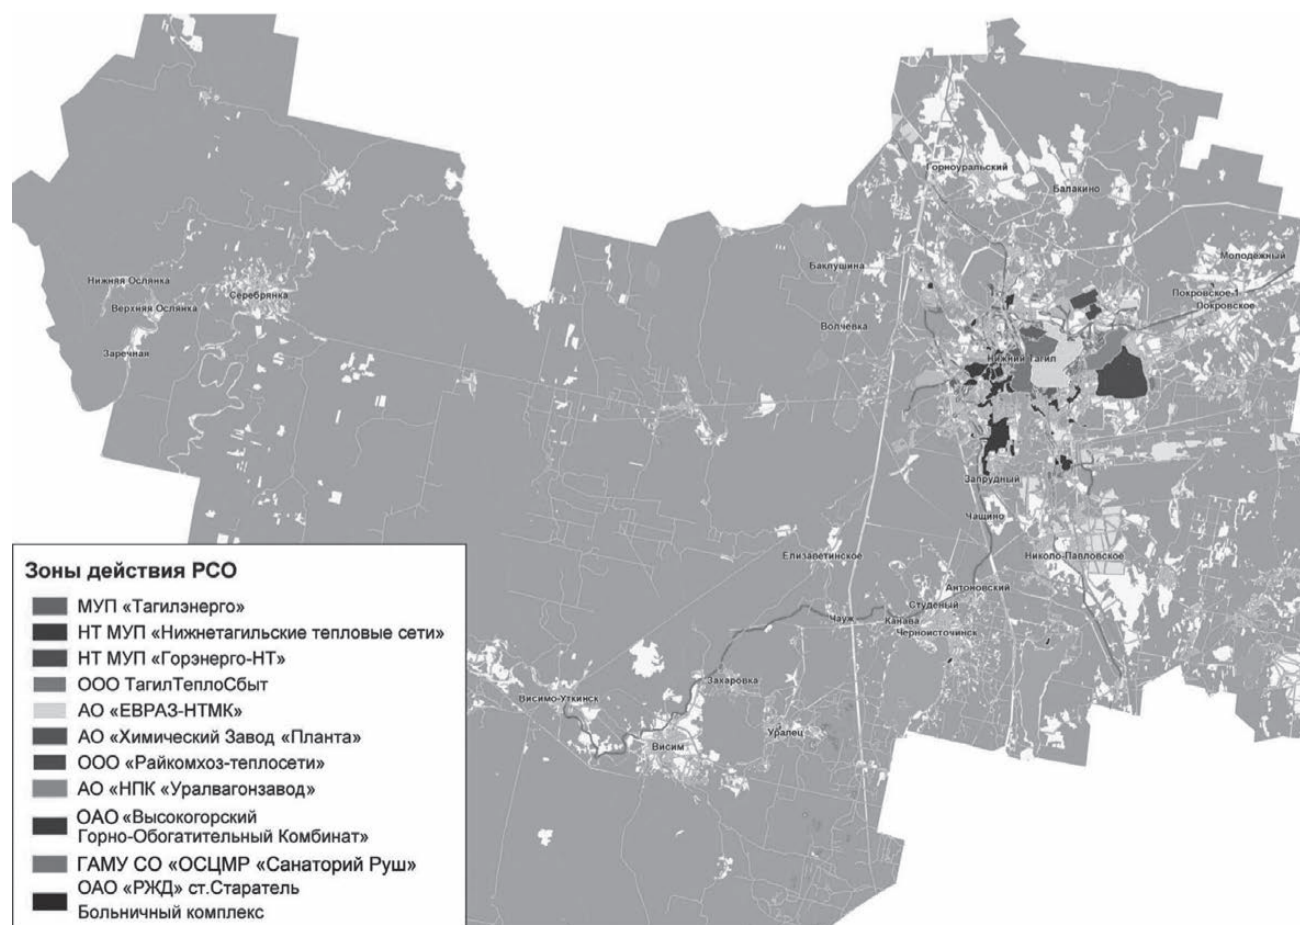 Горноуральский
Балакино
Молодежный
Баклушина
Нижняя Ослянка
Серебрянка
Покровское-1
Верхняя Ослянка
Покровское
Волчевка
Заречная
Нижний Тагил
Запрудный
Чащино
Елизаветинское
Николо-Павловское
Антоновский
Студеный
Чауж
Канава
Черноисточинск
Захаровка
Висимо-Уткинск
Уралец
Висим
Зоны действия РСО
МУП «Тагилэнерго»
НТ МУП «Нижнетагильские тепловые сети»
НТ МУП «Горэнерго-НТ»
ООО ТагилТеплоСбыт
АО «ЕВРАЗ-НТМК»
АО «Химический Завод «Планта»
ООО «Райкомхоз-теплосети»
АО «НПК «Уралвагонзавод»
ОАО «Высокогорский
Горно-Обогатительный Комбинат»
ГАМУ СО «ОСЦМР «Санаторий Руш»
ОАО «РЖД» ст.Старатель
Больничный комплекс